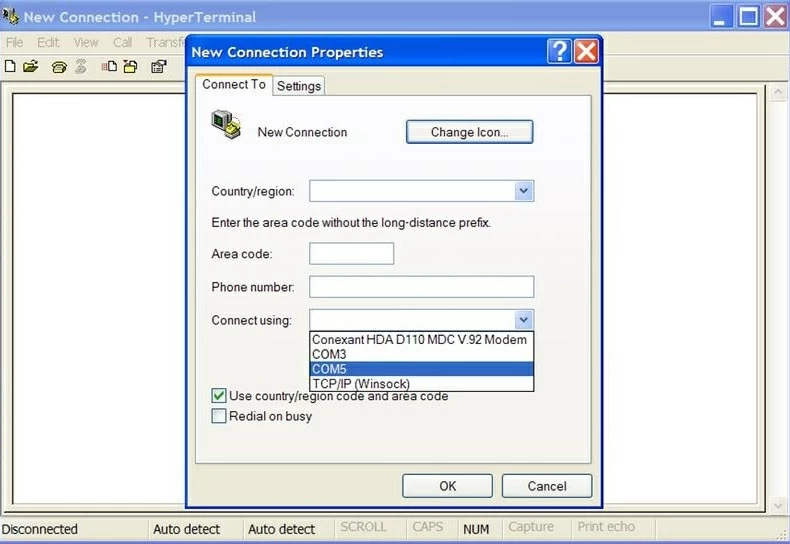 New Connection - HyperTerminal
File Edit View Call Transfe
New Connection Properties
Connect To Settings
New Connection Change Icon...
Country/region:
Enter the area code without the long-distance prefix.
Area code:
Phone number:
Connect using:
Conexant HDA D110 MDC V.92 Modem
COM3
COM5
TCP/IP (Winsock)
Use country/region code and area code
Redial on busy
OK Cancel
Disconnected Auto detect Auto detect SCROLL CAPS NUM Capture Print echo